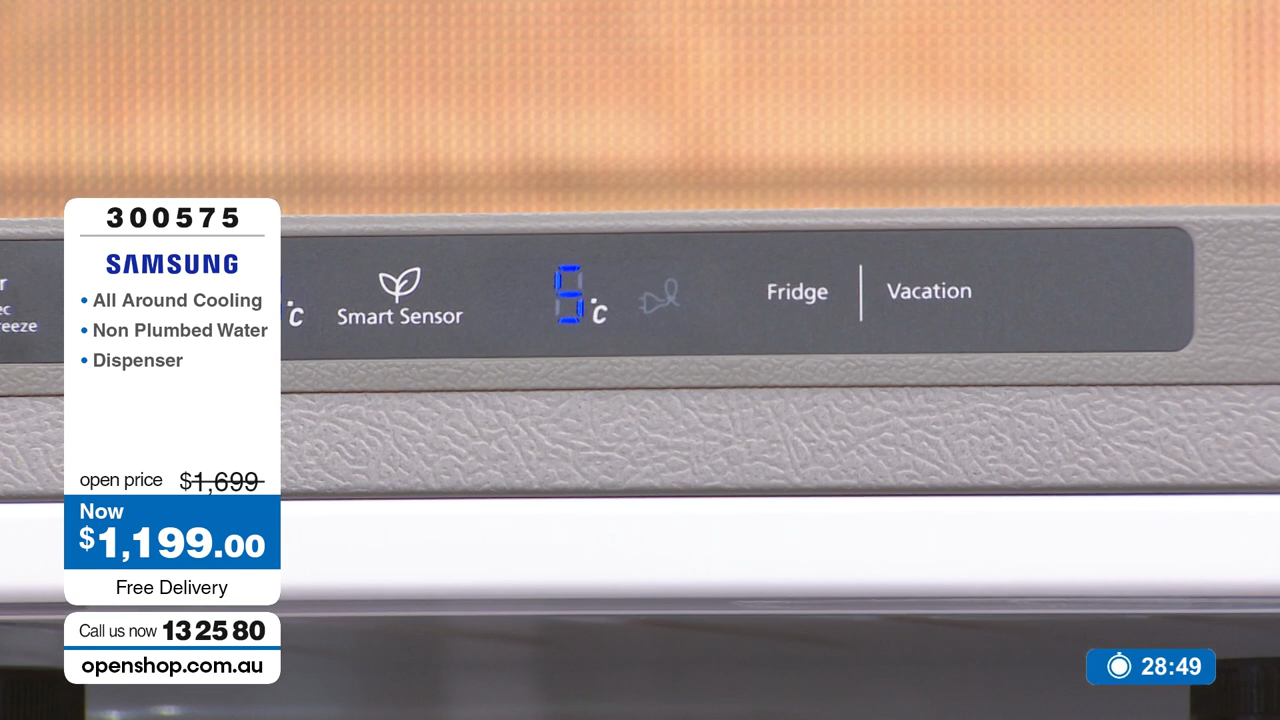 300575
SAMSUNG
• All Around Cooling
• Non Plumbed Water
• Dispenser
open price $1,699
Now
$1,199.00
Free Delivery
Call us now 13 25 80
openshop.com.au
°c
Smart Sensor
5°c
Fridge | Vacation
28:49